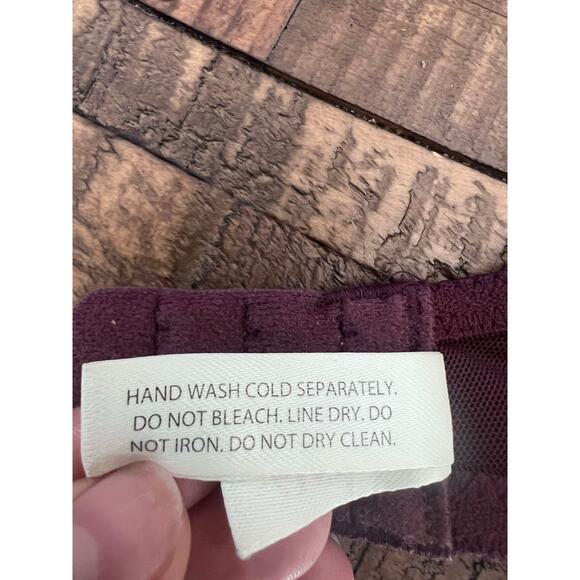 HAND WASH COLD SEPARATELY.
DO NOT BLEACH. LINE DRY. DO
NOT IRON. DO NOT DRY CLEAN.